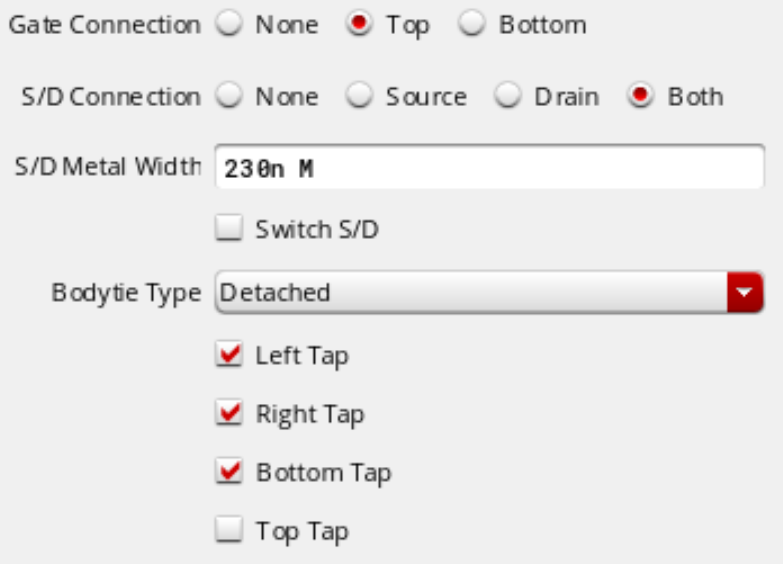 Gate Connection None Top Bottom
S/D Connection None Source Drain Both
S/D Metal Width 230n M
Switch S/D
Bodytie Type Detached
Left Tap
Right Tap
Bottom Tap
Top Tap